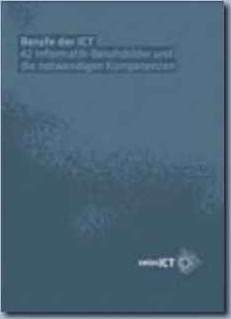 Berufe der ICT
42 Informatik-Berufsbilder und
die notwendigen Kompetenzen
swissICT